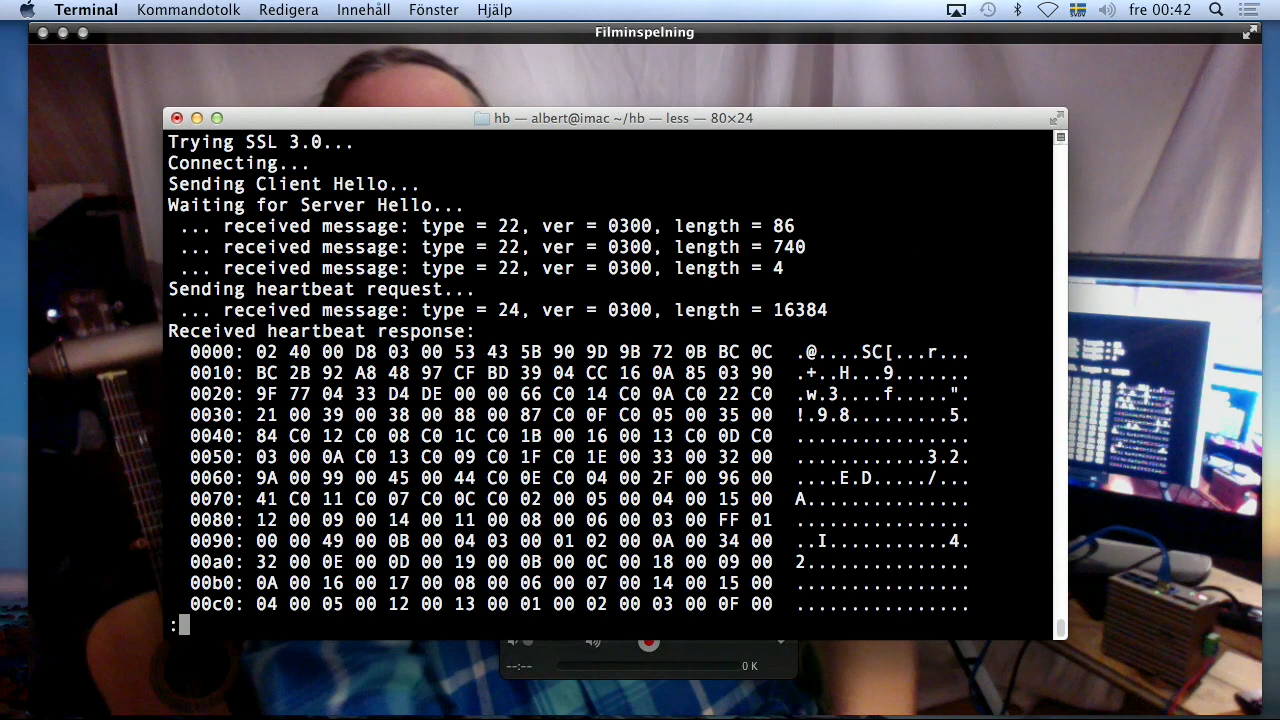 Terminal Kommandotolk Redigera Innehåll Fönster Hjälp SVDV fre 00:42
Filminspelning
hb — albert@imac ~/hb — less — 80×24
Trying SSL 3.0...
Connecting...
Sending Client Hello...
Waiting for Server Hello...
... received message: type = 22, ver = 0300, length = 86
... received message: type = 22, ver = 0300, length = 740
... received message: type = 22, ver = 0300, length = 4
Sending heartbeat request...
... received message: type = 24, ver = 0300, length = 16384
Received heartbeat response:
0000: 02 40 00 D8 03 00 53 43 5B 90 9D 9B 72 0B BC 0C .@....SC[...r...
0010: BC 2B 92 A8 48 97 CF BD 39 04 CC 16 0A 85 03 90 .+..H...9.......
0020: 9F 77 04 33 D4 DE 00 00 66 C0 14 C0 0A C0 22 C0 .w.3....f.....".
0030: 21 00 39 00 38 00 88 00 87 C0 0F C0 05 00 35 00 !.9.8.........5.
0040: 84 C0 12 C0 08 C0 1C C0 1B 00 16 00 13 C0 0D C0 ................
0050: 03 00 0A C0 13 C0 09 C0 1F C0 1E 00 33 00 32 00 ............3.2.
0060: 9A 00 99 00 45 00 44 C0 0E C0 04 00 2F 00 96 00 ....E.D...../...
0070: 41 C0 11 C0 07 C0 0C C0 02 00 05 00 04 00 15 00 A...............
0080: 12 00 09 00 14 00 11 00 08 00 06 00 03 00 FF 01 ................
0090: 00 00 49 00 0B 00 04 03 00 01 02 00 0A 00 34 00 ..I...........4.
00a0: 32 00 0E 00 0D 00 19 00 0B 00 0C 00 18 00 09 00 2...............
00b0: 0A 00 16 00 17 00 08 00 06 00 07 00 14 00 15 00 ................
00c0: 04 00 05 00 12 00 13 00 01 00 02 00 03 00 0F 00 ................
:
--:-- 0 K